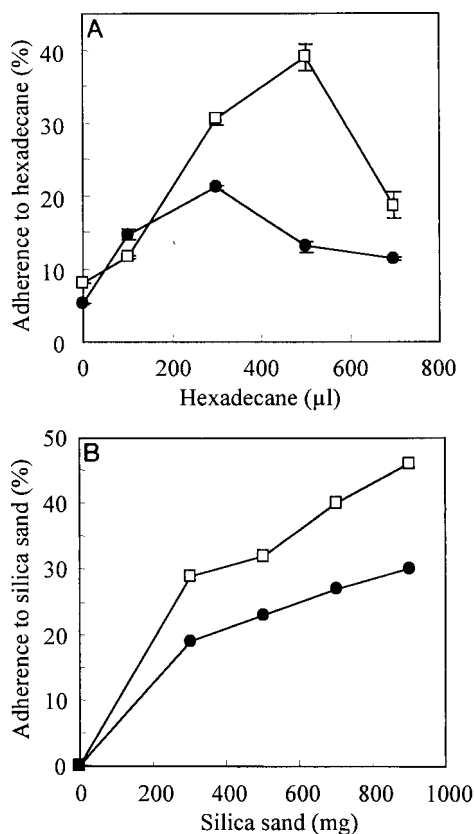 A
Adherence to hexadecane (%)
40
30
20
10
0
0 200 400 600 800
Hexadecane (µl)
B
Adherence to silica sand (%)
50
40
30
20
10
0
0 200 400 600 800 1000
Silica sand (mg)